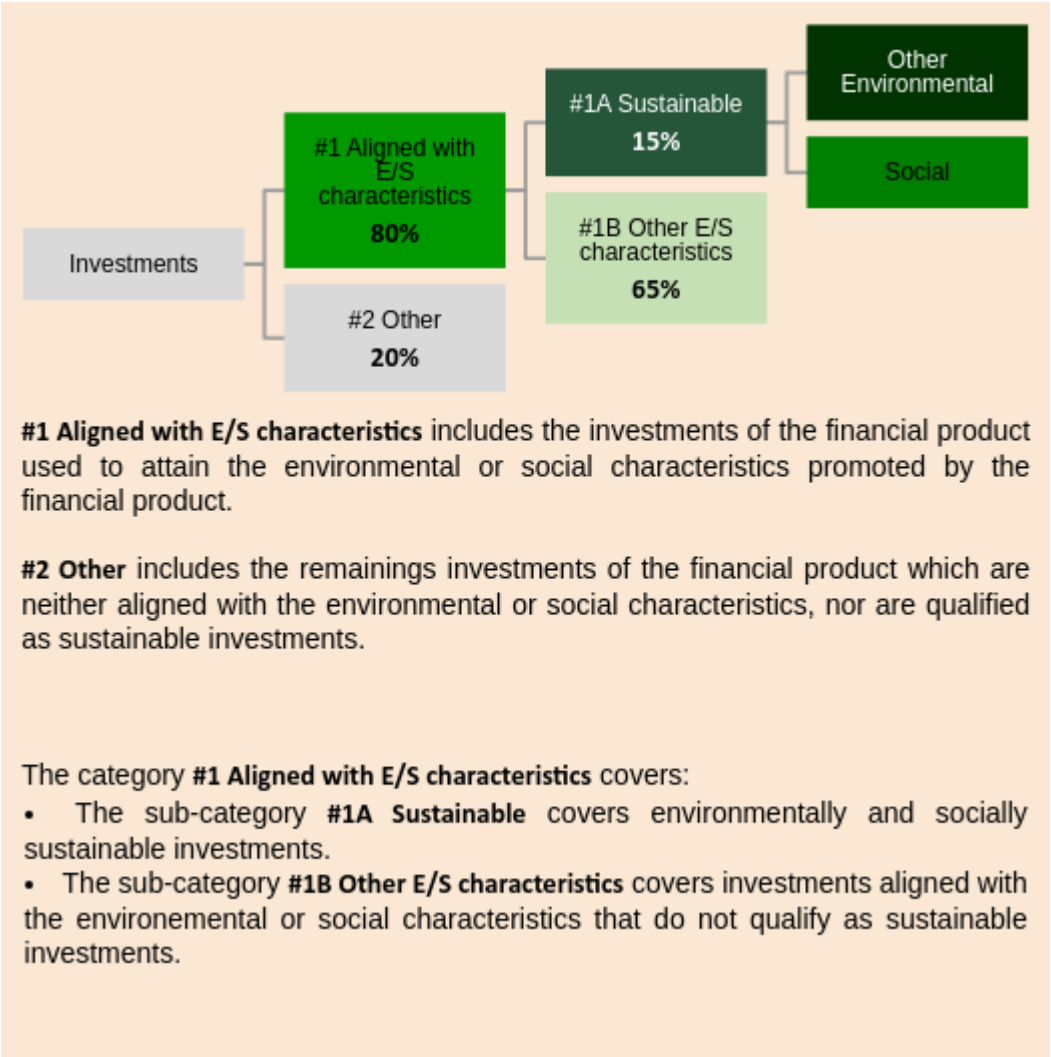 Other
Environmental
#1A Sustainable
15%
#1 Aligned with
E/S
characteristics
80%
Social
#1B Other E/S
characteristics
65%
Investments
#2 Other
20%
#1 Aligned with E/S characteristics includes the investments of the financial product
used to attain the environmental or social characteristics promoted by the
financial product.
#2 Other includes the remainings investments of the financial product which are
neither aligned with the environmental or social characteristics, nor are qualified
as sustainable investments.
The category #1 Aligned with E/S characteristics covers:
• The sub-category #1A Sustainable covers environmentally and socially
sustainable investments.
• The sub-category #1B Other E/S characteristics covers investments aligned with
the environemental or social characteristics that do not qualify as sustainable
investments.